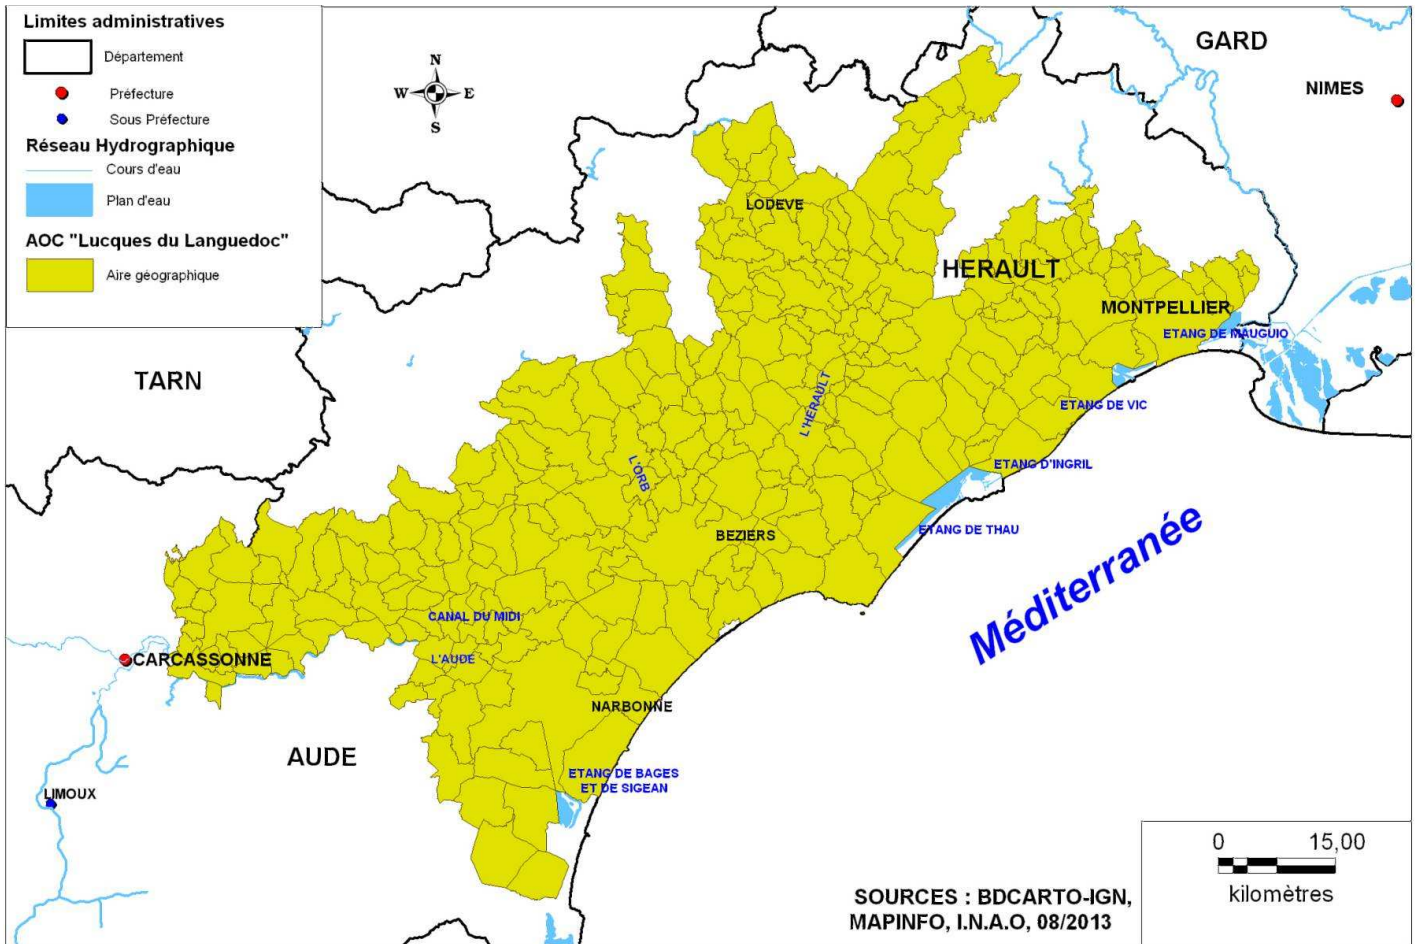 Limites administratives
Département
Préfecture
Sous Préfecture
Réseau Hydrographique
Cours d'eau
Plan d'eau
AOC "Lucques du Languedoc"
Aire géographique
N
W E
S
GARD
NIMES
LODEVE
HERAULT
MONTPELLIER
ETANG DE MAUGUIO
TARN
L'HERAULT
ETANG DE VIC
L'ORB
ETANG D'INGRIL
BEZIERS
ETANG DE THAU
Méditerranée
CANAL DU MIDI
L'AUDE
CARCASSONNE
NARBONNE
AUDE
ETANG DE BAGES
ET DE SIGEAN
LIMOUX
0 15,00
kilomètres
SOURCES : BDCARTO-IGN,
MAPINFO, I.N.A.O, 08/2013